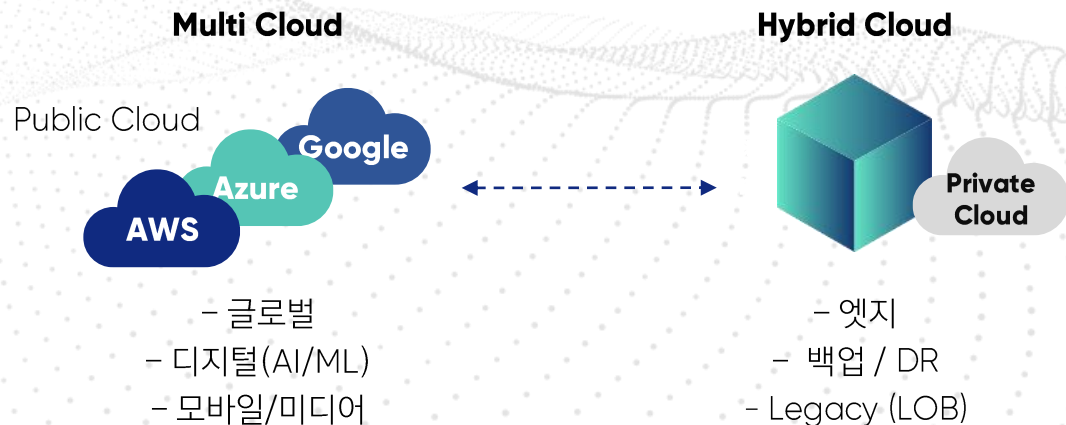 Multi Cloud
Public Cloud
Google
Azure
AWS
– 글로벌
– 디지털(AI/ML)
– 모바일/미디어
Hybrid Cloud
Private
Cloud
– 엣지
– 백업 / DR
- Legacy (LOB)